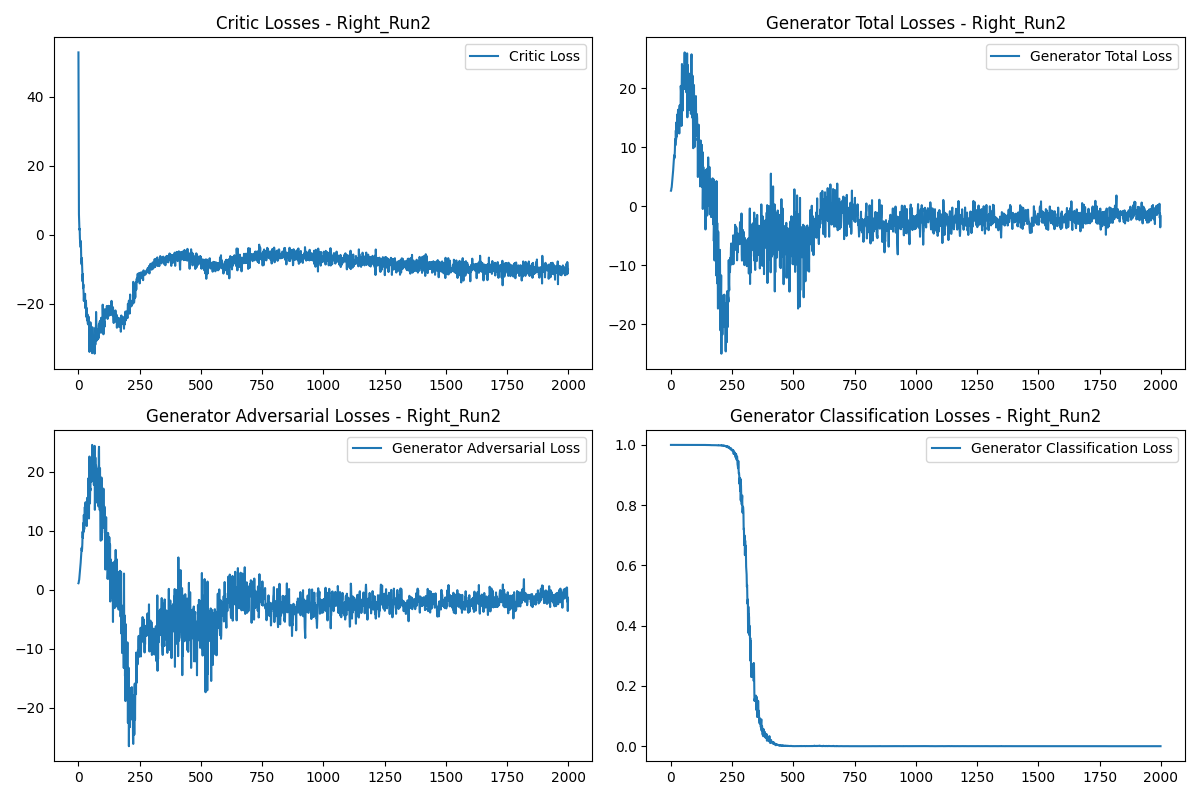 Critic Losses - Right_Run2
Critic Loss
40
20
0
−20
0 250 500 750 1000 1250 1500 1750 2000
Generator Total Losses - Right_Run2
Generator Total Loss
20
10
0
−10
−20
0 250 500 750 1000 1250 1500 1750 2000
Generator Adversarial Losses - Right_Run2
Generator Adversarial Loss
20
10
0
−10
−20
0 250 500 750 1000 1250 1500 1750 2000
Generator Classification Losses - Right_Run2
Generator Classification Loss
1.0
0.8
0.6
0.4
0.2
0.0
0 250 500 750 1000 1250 1500 1750 2000